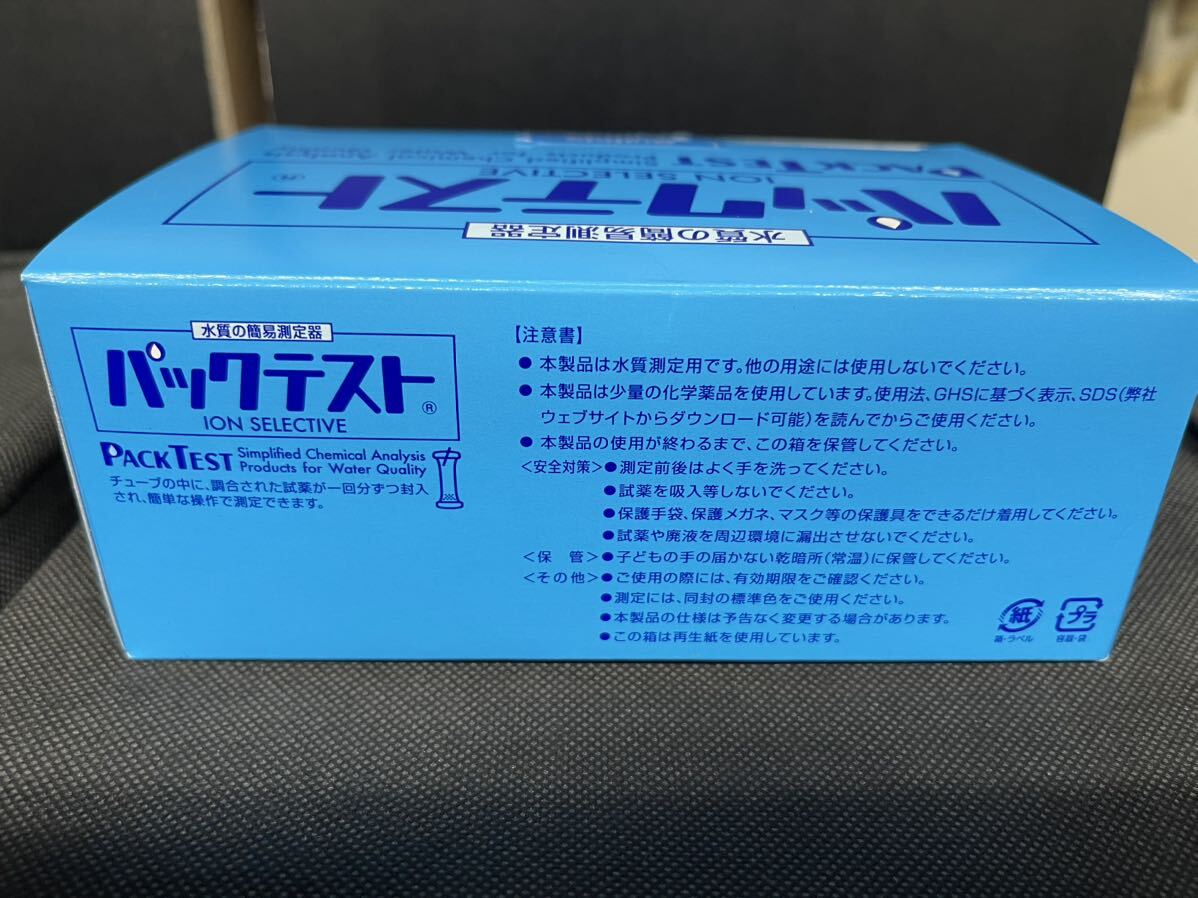 PACKTEST Simplified Chemical Analysis
Products for Water Quality
ION SELECTIVE
パックテスト®
水質の簡易測定器
水質の簡易測定器
パックテスト®
ION SELECTIVE
PACKTEST Simplified Chemical Analysis
Products for Water Quality
チューブの中に、調合された試薬が一回分ずつ封入
され、簡単な操作で測定できます。
【注意書】
● 本製品は水質測定用です。他の用途には使用しないでください。
● 本製品は少量の化学薬品を使用しています。使用法、GHSに基づく表示、SDS(弊社
ウェブサイトからダウンロード可能)を読んでからご使用ください。
● 本製品の使用が終わるまで、この箱を保管してください。
<安全対策>●測定前後はよく手を洗ってください。
●試薬を吸入等しないでください。
●保護手袋、保護メガネ、マスク等の保護具をできるだけ着用してください。
●試薬や廃液を周辺環境に漏出させないでください。
<保 管>●子どもの手の届かない乾暗所(常温)に保管してください。
<その他>●ご使用の際には、有効期限をご確認ください。
●測定には、同封の標準色をご使用ください。
●本製品の仕様は予告なく変更する場合があります。
●この箱は再生紙を使用しています。
紙
箱・ラベル
プラ
容器・袋